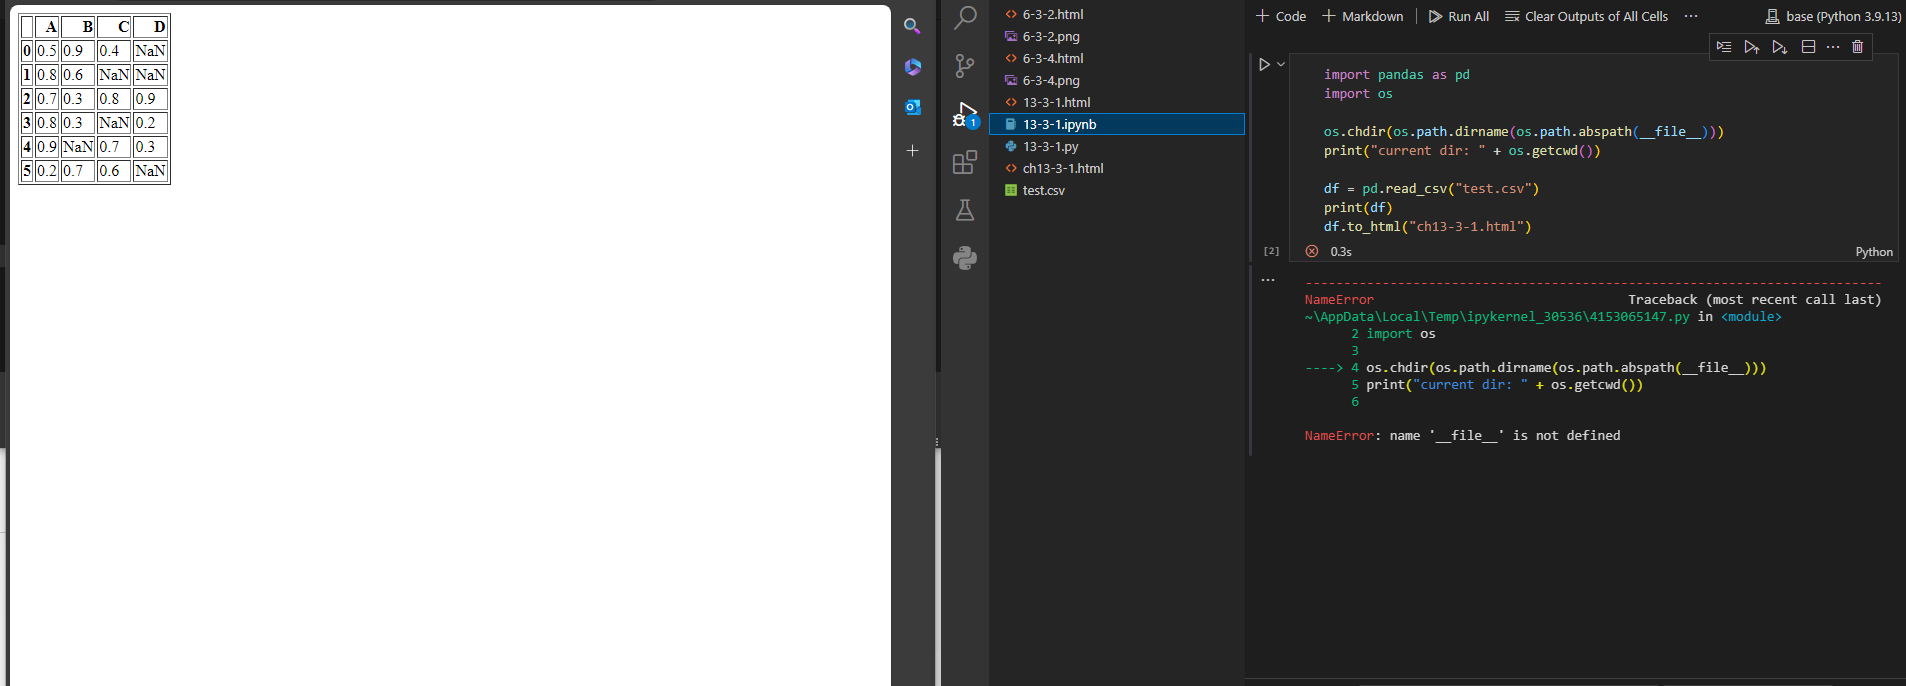 A B C D
0 0.5 0.9 0.4 NaN
1 0.8 0.6 NaN NaN
2 0.7 0.3 0.8 0.9
3 0.8 0.3 NaN 0.2
4 0.9 NaN 0.7 0.3
5 0.2 0.7 0.6 NaN
1
6-3-2.html
6-3-2.png
6-3-4.html
6-3-4.png
13-3-1.html
13-3-1.ipynb
13-3-1.py
ch13-3-1.html
test.csv
+ Code + Markdown | Run All Clear Outputs of All Cells ... base (Python 3.9.13)
import pandas as pd
import os
os.chdir(os.path.dirname(os.path.abspath(__file__)))
print("current dir: " + os.getcwd())
df = pd.read_csv("test.csv")
print(df)
df.to_html("ch13-3-1.html")
[2] 0.3s Python
...
---------------------------------------------------------------------------
NameError Traceback (most recent call last)
~\AppData\Local\Temp\ipykernel_30536\4153065147.py in <module>
2 import os
3
----> 4 os.chdir(os.path.dirname(os.path.abspath(__file__)))
5 print("current dir: " + os.getcwd())
6
NameError: name '__file__' is not defined